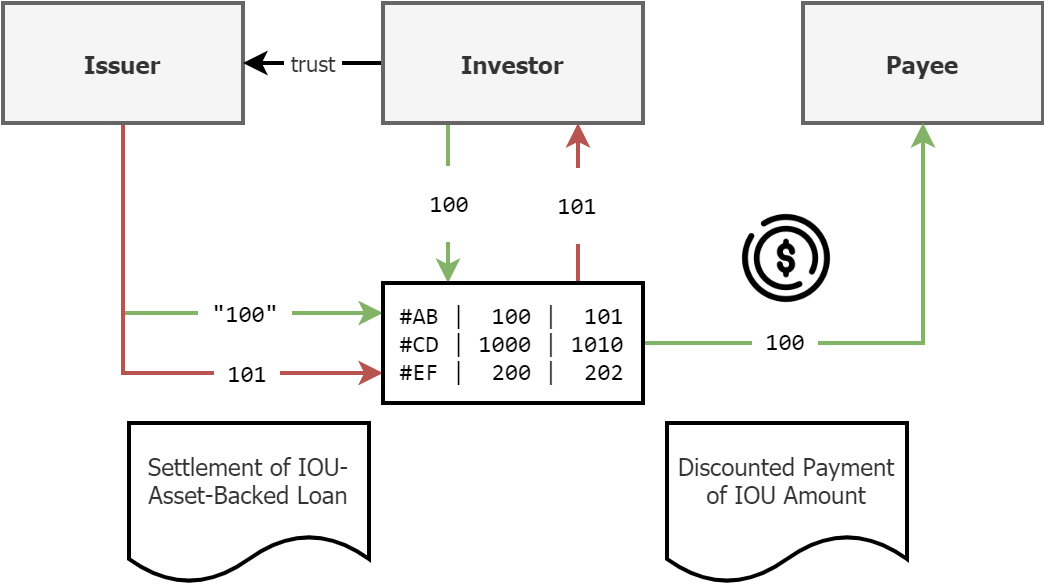 Issuer
trust
Investor
Payee
100
101
"100"
101
#AB | 100 | 101
#CD | 1000 | 1010
#EF | 200 | 202
$
100
Settlement of IOU-
Asset-Backed Loan
Discounted Payment
of IOU Amount